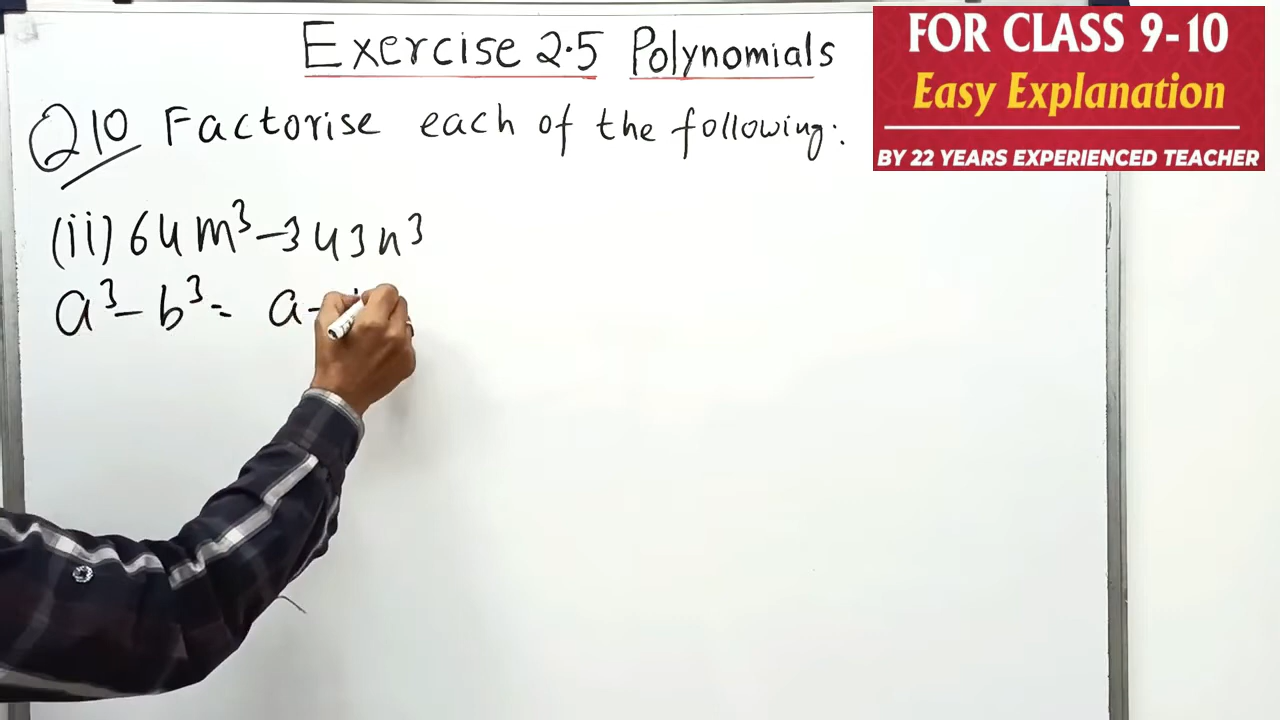 Exercise 2.5 Polynomials
FOR CLASS 9-10
Easy Explanation
BY 22 YEARS EXPERIENCED TEACHER
Q10 Factorise each of the following:
(ii) 64m³-343n³
a³-b³= a-